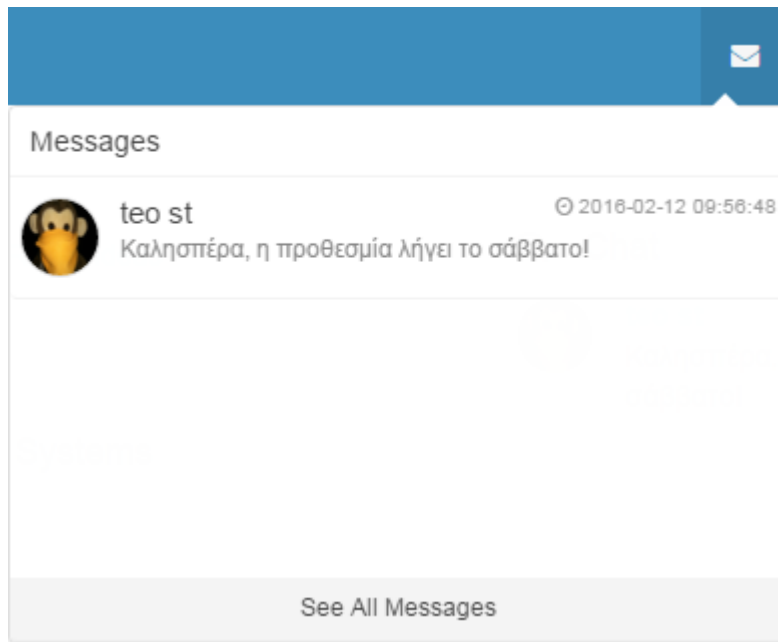 Messages
teo st
2016-02-12 09:56:48
Καλησπέρα, η προθεσμία λήγει το σάββατο!
See All Messages